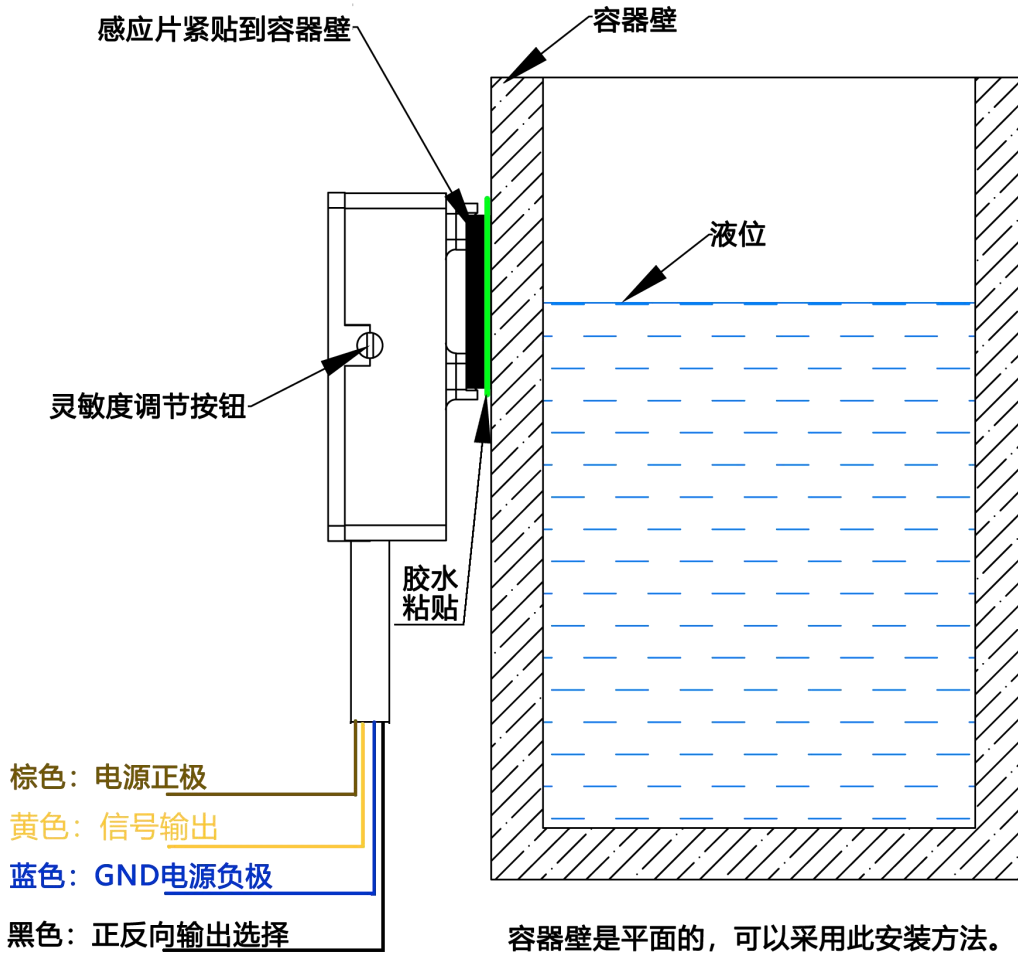 感应片紧贴到容器壁
容器壁
液位
灵敏度调节按钮
胶水
粘贴
棕色：电源正极
黄色：信号输出
蓝色：GND电源负极
黑色：正反向输出选择
容器壁是平面的，可以采用此安装方法。